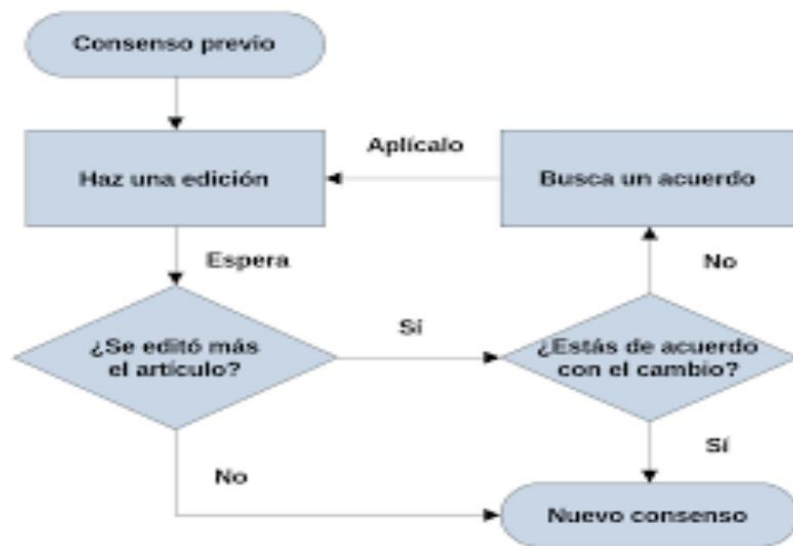 Consenso previo
Aplícalo
Haz una edición
Busca un acuerdo
Espera
No
¿Se editó más
el artículo?
Sí
¿Estás de acuerdo
con el cambio?
No
Sí
Nuevo consenso